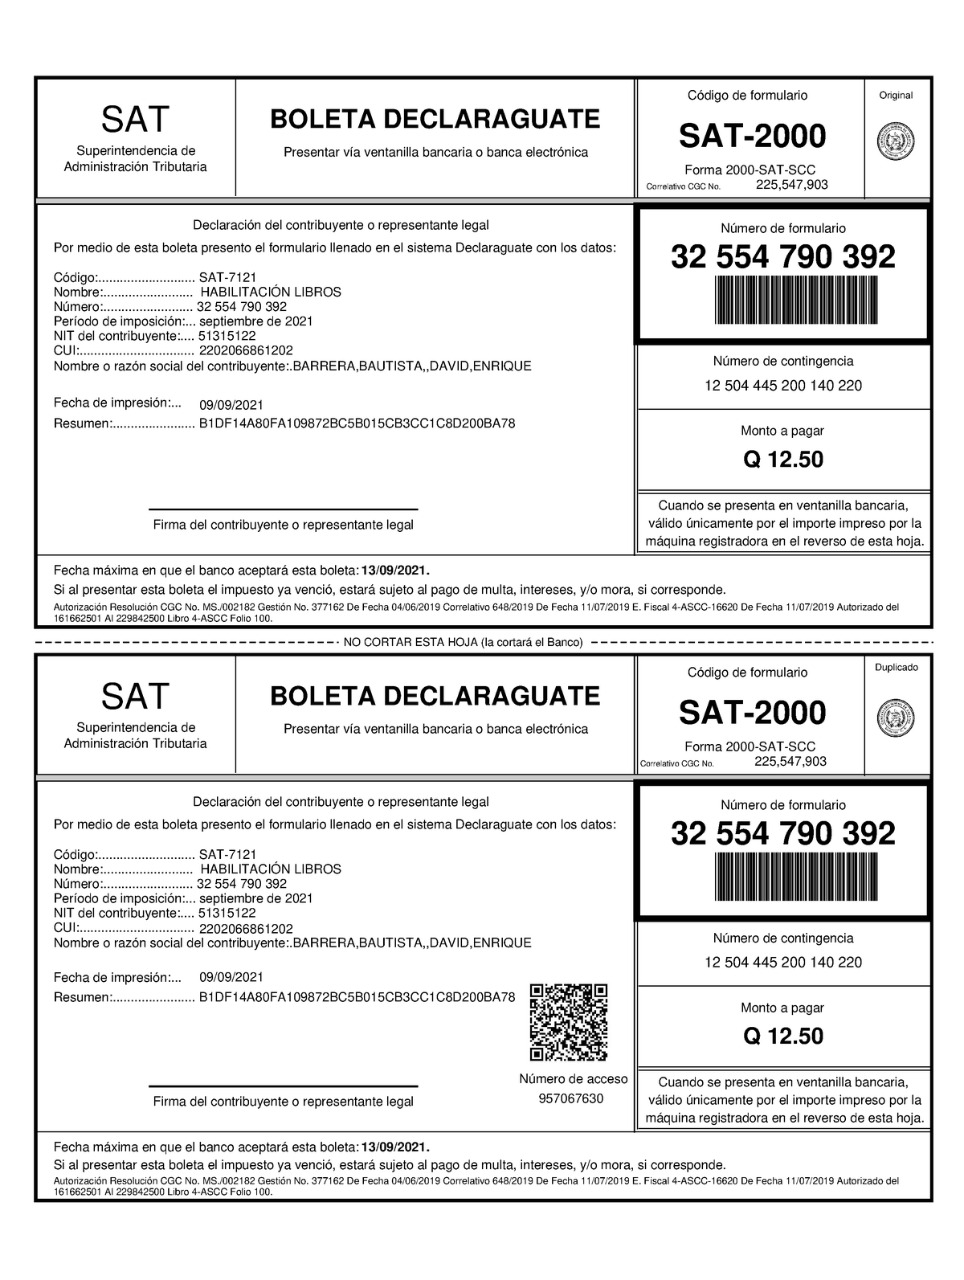 SAT
Superintendencia de
Administración Tributaria
BOLETA DECLARAGUATE
Presentar vía ventanilla bancaria o banca electrónica
Código de formulario
SAT-2000
Forma 2000-SAT-SCC
Correlativo CGC No. 225,547,903
Original
Declaración del contribuyente o representante legal
Por medio de esta boleta presento el formulario llenado en el sistema Declaraguate con los datos:
Código:........................... SAT-7121
Nombre:......................... HABILITACIÓN LIBROS
Número:......................... 32 554 790 392
Período de imposición:... septiembre de 2021
NIT del contribuyente:.... 51315122
CUI:................................ 2202066861202
Nombre o razón social del contribuyente:.BARRERA,BAUTISTA,,DAVID,ENRIQUE
Fecha de impresión:... 09/09/2021
Resumen:....................... B1DF14A80FA109872BC5B015CB3CC1C8D200BA78
Firma del contribuyente o representante legal
Número de formulario
32 554 790 392
Número de contingencia
12 504 445 200 140 220
Monto a pagar
Q 12.50
Cuando se presenta en ventanilla bancaria,
válido únicamente por el importe impreso por la
máquina registradora en el reverso de esta hoja.
Fecha máxima en que el banco aceptará esta boleta: 13/09/2021.
Si al presentar esta boleta el impuesto ya venció, estará sujeto al pago de multa, intereses, y/o mora, si corresponde.
Autorización Resolución CGC No. MS./002182 Gestión No. 377162 De Fecha 04/06/2019 Correlativo 648/2019 De Fecha 11/07/2019 E. Fiscal 4-ASCC-16620 De Fecha 11/07/2019 Autorizado del
161662501 Al 229842500 Libro 4-ASCC Folio 100.
NO CORTAR ESTA HOJA (la cortará el Banco)
SAT
Superintendencia de
Administración Tributaria
BOLETA DECLARAGUATE
Presentar vía ventanilla bancaria o banca electrónica
Código de formulario
SAT-2000
Forma 2000-SAT-SCC
Correlativo CGC No. 225,547,903
Duplicado
Declaración del contribuyente o representante legal
Por medio de esta boleta presento el formulario llenado en el sistema Declaraguate con los datos:
Código:........................... SAT-7121
Nombre:......................... HABILITACIÓN LIBROS
Número:......................... 32 554 790 392
Período de imposición:... septiembre de 2021
NIT del contribuyente:.... 51315122
CUI:................................ 2202066861202
Nombre o razón social del contribuyente:.BARRERA,BAUTISTA,,DAVID,ENRIQUE
Fecha de impresión:... 09/09/2021
Resumen:....................... B1DF14A80FA109872BC5B015CB3CC1C8D200BA78
Número de acceso
957067630
Firma del contribuyente o representante legal
Número de formulario
32 554 790 392
Número de contingencia
12 504 445 200 140 220
Monto a pagar
Q 12.50
Cuando se presenta en ventanilla bancaria,
válido únicamente por el importe impreso por la
máquina registradora en el reverso de esta hoja.
Fecha máxima en que el banco aceptará esta boleta: 13/09/2021.
Si al presentar esta boleta el impuesto ya venció, estará sujeto al pago de multa, intereses, y/o mora, si corresponde.
Autorización Resolución CGC No. MS./002182 Gestión No. 377162 De Fecha 04/06/2019 Correlativo 648/2019 De Fecha 11/07/2019 E. Fiscal 4-ASCC-16620 De Fecha 11/07/2019 Autorizado del
161662501 Al 229842500 Libro 4-ASCC Folio 100.